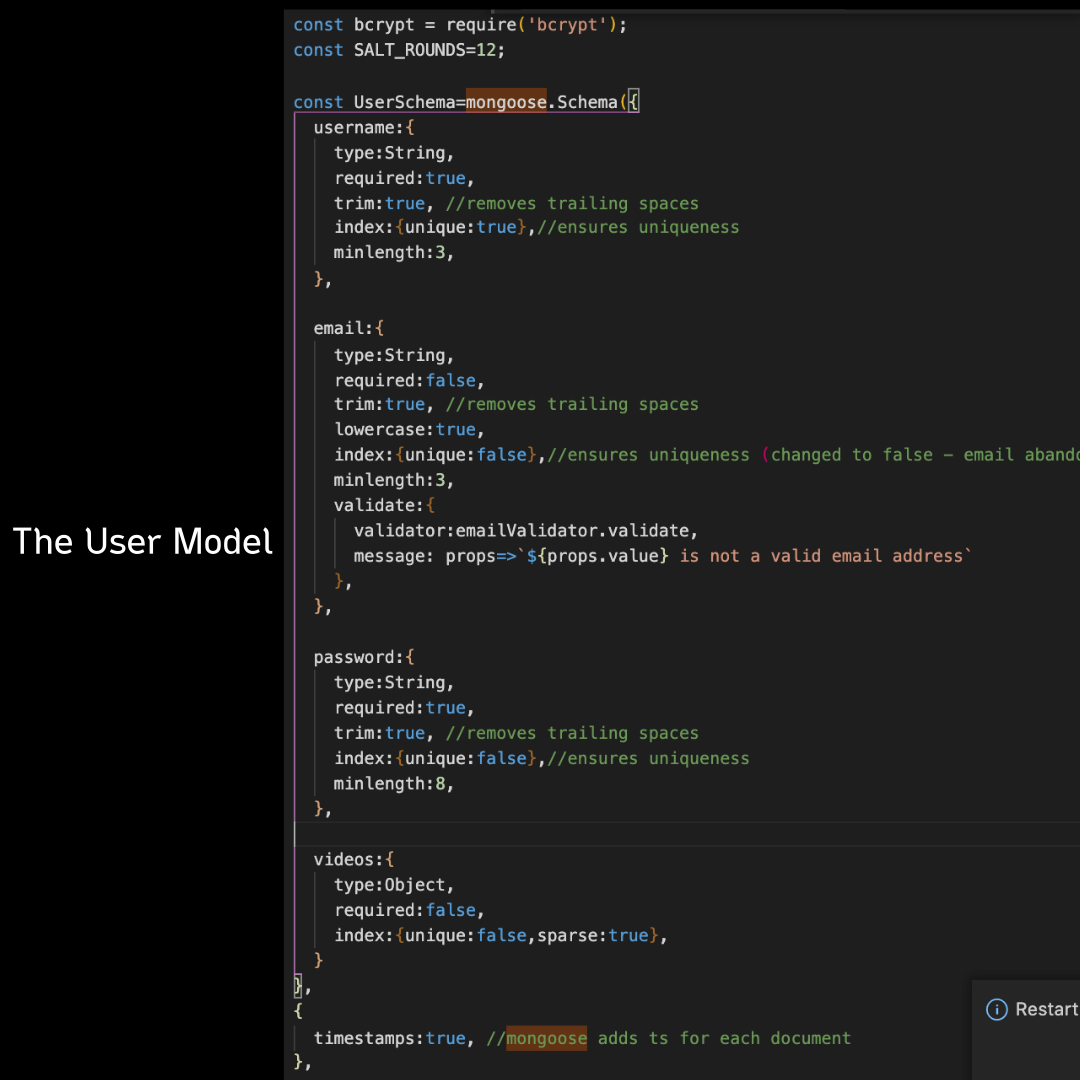 The User Model
const bcrypt = require('bcrypt');
const SALT_ROUNDS=12;
const UserSchema=mongoose.Schema({
username:{
type:String,
required:true,
trim:true, //removes trailing spaces
index:{unique:true},//ensures uniqueness
minlength:3,
},
email:{
type:String,
required:false,
trim:true, //removes trailing spaces
lowercase:true,
index:{unique:false},//ensures uniqueness (changed to false – email
minlength:3,
validate:{
validator:emailValidator.validate,
message: props=>`${props.value} is not a valid email address`
},
},
password:{
type:String,
required:true,
trim:true, //removes trailing spaces
index:{unique:false},//ensures uniqueness
minlength:8,
},
videos:{
type:Object,
required:false,
index:{unique:false,sparse:true},
}
},
{
timestamps:true, //mongoose adds ts for each document
},
Restart